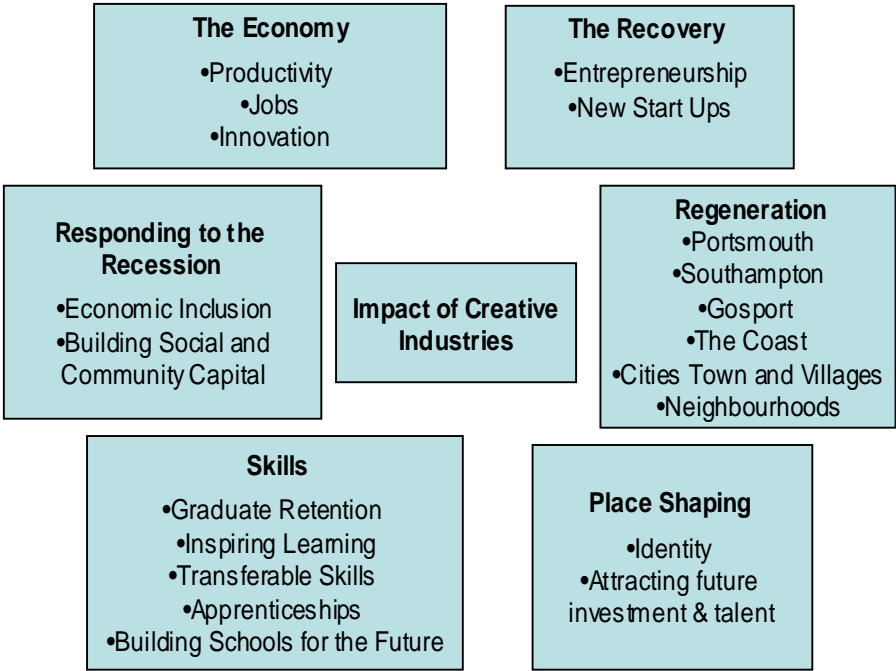 The Economy
•Productivity
•Jobs
•Innovation
The Recovery
•Entrepreneurship
•New Start Ups
Responding to the
Recession
•Economic Inclusion
•Building Social and
Community Capital
Impact of Creative
Industries
Regeneration
•Portsmouth
•Southampton
•Gosport
•The Coast
•Cities Town and Villages
•Neighbourhoods
Skills
•Graduate Retention
•Inspiring Learning
•Transferable Skills
•Apprenticeships
•Building Schools for the Future
Place Shaping
•Identity
•Attracting future
investment & talent